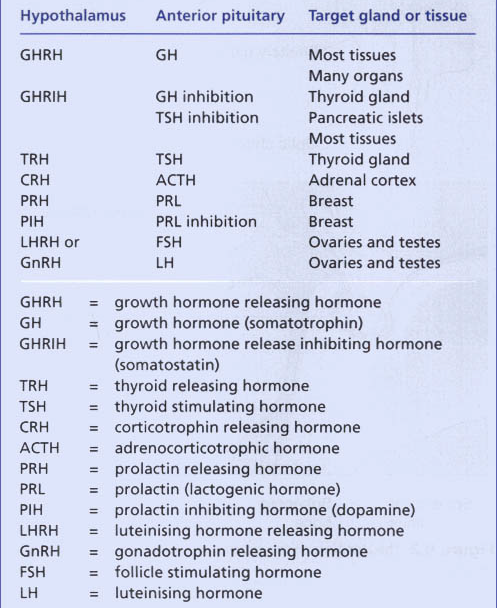 Hypothalamus Anterior pituitary Target gland or tissue
GHRH GH Most tissues
Many organs
GHRIH GH inhibition Thyroid gland
TSH inhibition Pancreatic islets
Most tissues
TRH TSH Thyroid gland
CRH ACTH Adrenal cortex
PRH PRL Breast
PIH PRL inhibition Breast
LHRH or FSH Ovaries and testes
GnRH LH Ovaries and testes
GHRH = growth hormone releasing hormone
GH = growth hormone (somatotrophin)
GHRIH = growth hormone release inhibiting hormone
(somatostatin)
TRH = thyroid releasing hormone
TSH = thyroid stimulating hormone
CRH = corticotrophin releasing hormone
ACTH = adrenocorticotrophic hormone
PRH = prolactin releasing hormone
PRL = prolactin (lactogenic hormone)
PIH = prolactin inhibiting hormone (dopamine)
LHRH = luteinising hormone releasing hormone
GnRH = gonadotrophin releasing hormone
FSH = follicle stimulating hormone
LH = luteinising hormone